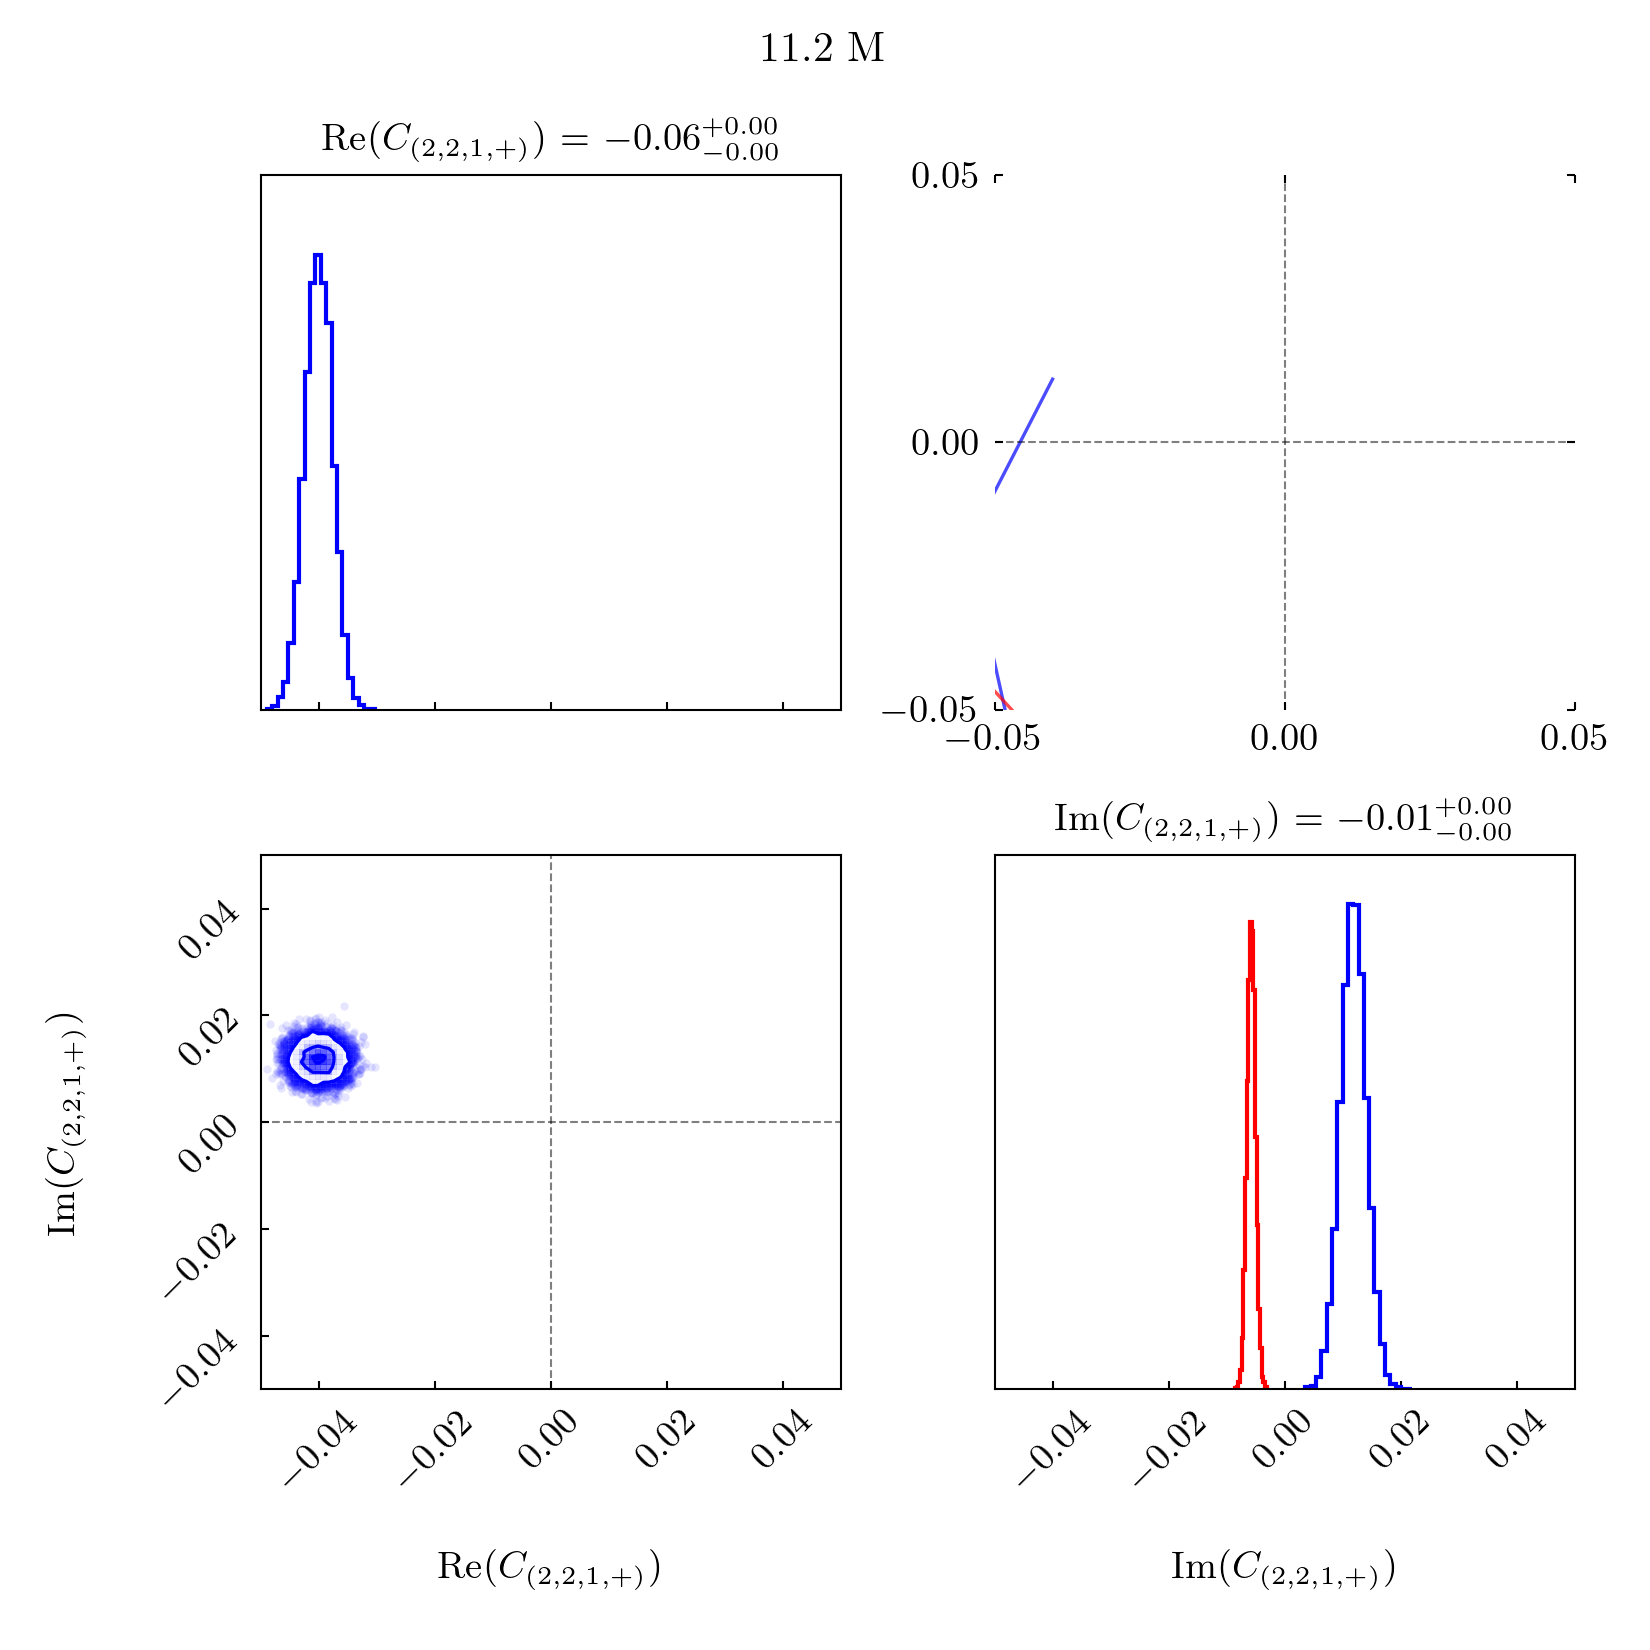 11.2 M
Re(C_{(2,2,1,+)}) = −0.06^{+0.00}_{−0.00}
0.05
0.00
−0.05
−0.05 0.00 0.05
Im(C_{(2,2,1,+)}) = −0.01^{+0.00}_{−0.00}
Im(C_{(2,2,1,+)})
0.04
0.02
0.00
−0.02
−0.04
−0.04 −0.02 0.00 0.02 0.04
−0.04 −0.02 0.00 0.02 0.04
Re(C_{(2,2,1,+)})
Im(C_{(2,2,1,+)})